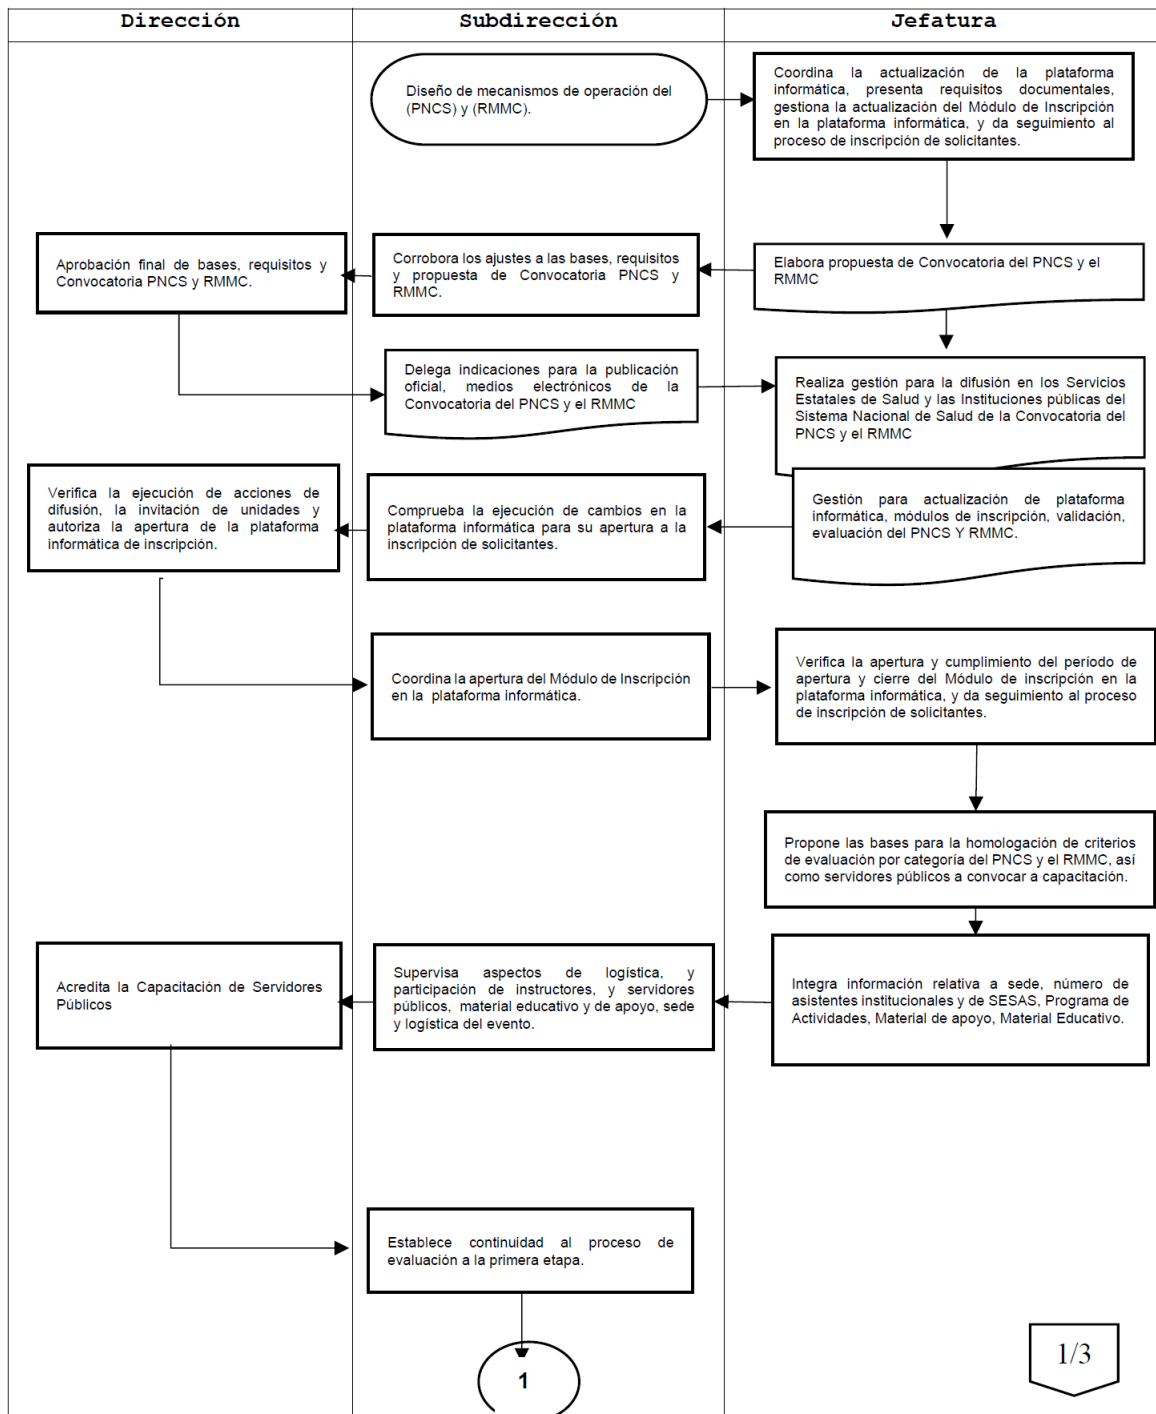 Dirección
Subdirección
Jefatura
Diseño de mecanismos de operación del
(PNCS) y (RMMC).
Coordina la actualización de la plataforma
informática, presenta requisitos documentales,
gestiona la actualización del Módulo de Inscripción
en la plataforma informática, y da seguimiento al
proceso de inscripción de solicitantes.
Aprobación final de bases, requisitos y
Convocatoria PNCS y RMMC.
Corrobora los ajustes a las bases, requisitos
y propuesta de Convocatoria PNCS y
RMMC.
Elabora propuesta de Convocatoria del PNCS y el
RMMC
Delega indicaciones para la publicación
oficial, medios electrónicos de la
Convocatoria del PNCS y el RMMC
Realiza gestión para la difusión en los Servicios
Estatales de Salud y las Instituciones públicas del
Sistema Nacional de Salud de la Convocatoria del
PNCS y el RMMC
Verifica la ejecución de acciones de
difusión, la invitación de unidades y
autoriza la apertura de la plataforma
informática de inscripción.
Comprueba la ejecución de cambios en la
plataforma informática para su apertura a la
inscripción de solicitantes.
Gestión para actualización de plataforma
informática, módulos de inscripción, validación,
evaluación del PNCS Y RMMC.
Coordina la apertura del Módulo de Inscripción
en la plataforma informática.
Verifica la apertura y cumplimiento del período de
apertura y cierre del Módulo de inscripción en la
plataforma informática, y da seguimiento al proceso
de inscripción de solicitantes.
Propone las bases para la homologación de criterios
de evaluación por categoría del PNCS y el RMMC, así
como servidores públicos a convocar a capacitación.
Acredita la Capacitación de Servidores
Públicos
Supervisa aspectos de logística, y
participación de instructores, y servidores
públicos, material educativo y de apoyo, sede
y logística del evento.
Integra información relativa a sede, número de
asistentes institucionales y de SESAS, Programa de
Actividades, Material de apoyo, Material Educativo.
Establece continuidad al proceso de
evaluación a la primera etapa.
1
1/3